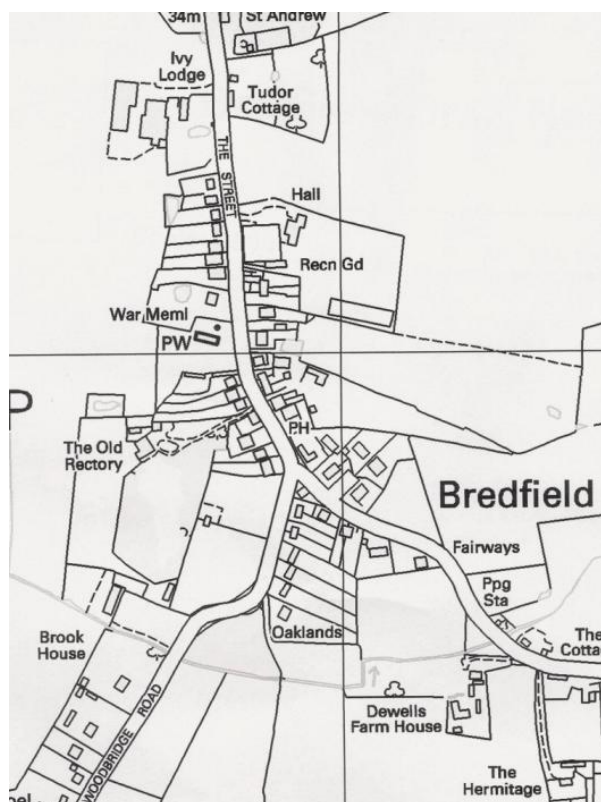 34m
St Andrew
Ivy
Lodge
Tudor
Cottage
THE STREET
Hall
Recn Gd
War Meml
PW
PH
The Old
Rectory
Bredfield
Fairways
Ppg
Sta
Oaklands
The
Cotta
Brook
House
WOODBRIDGE ROAD
Dewells
Farm House
The
Hermitage